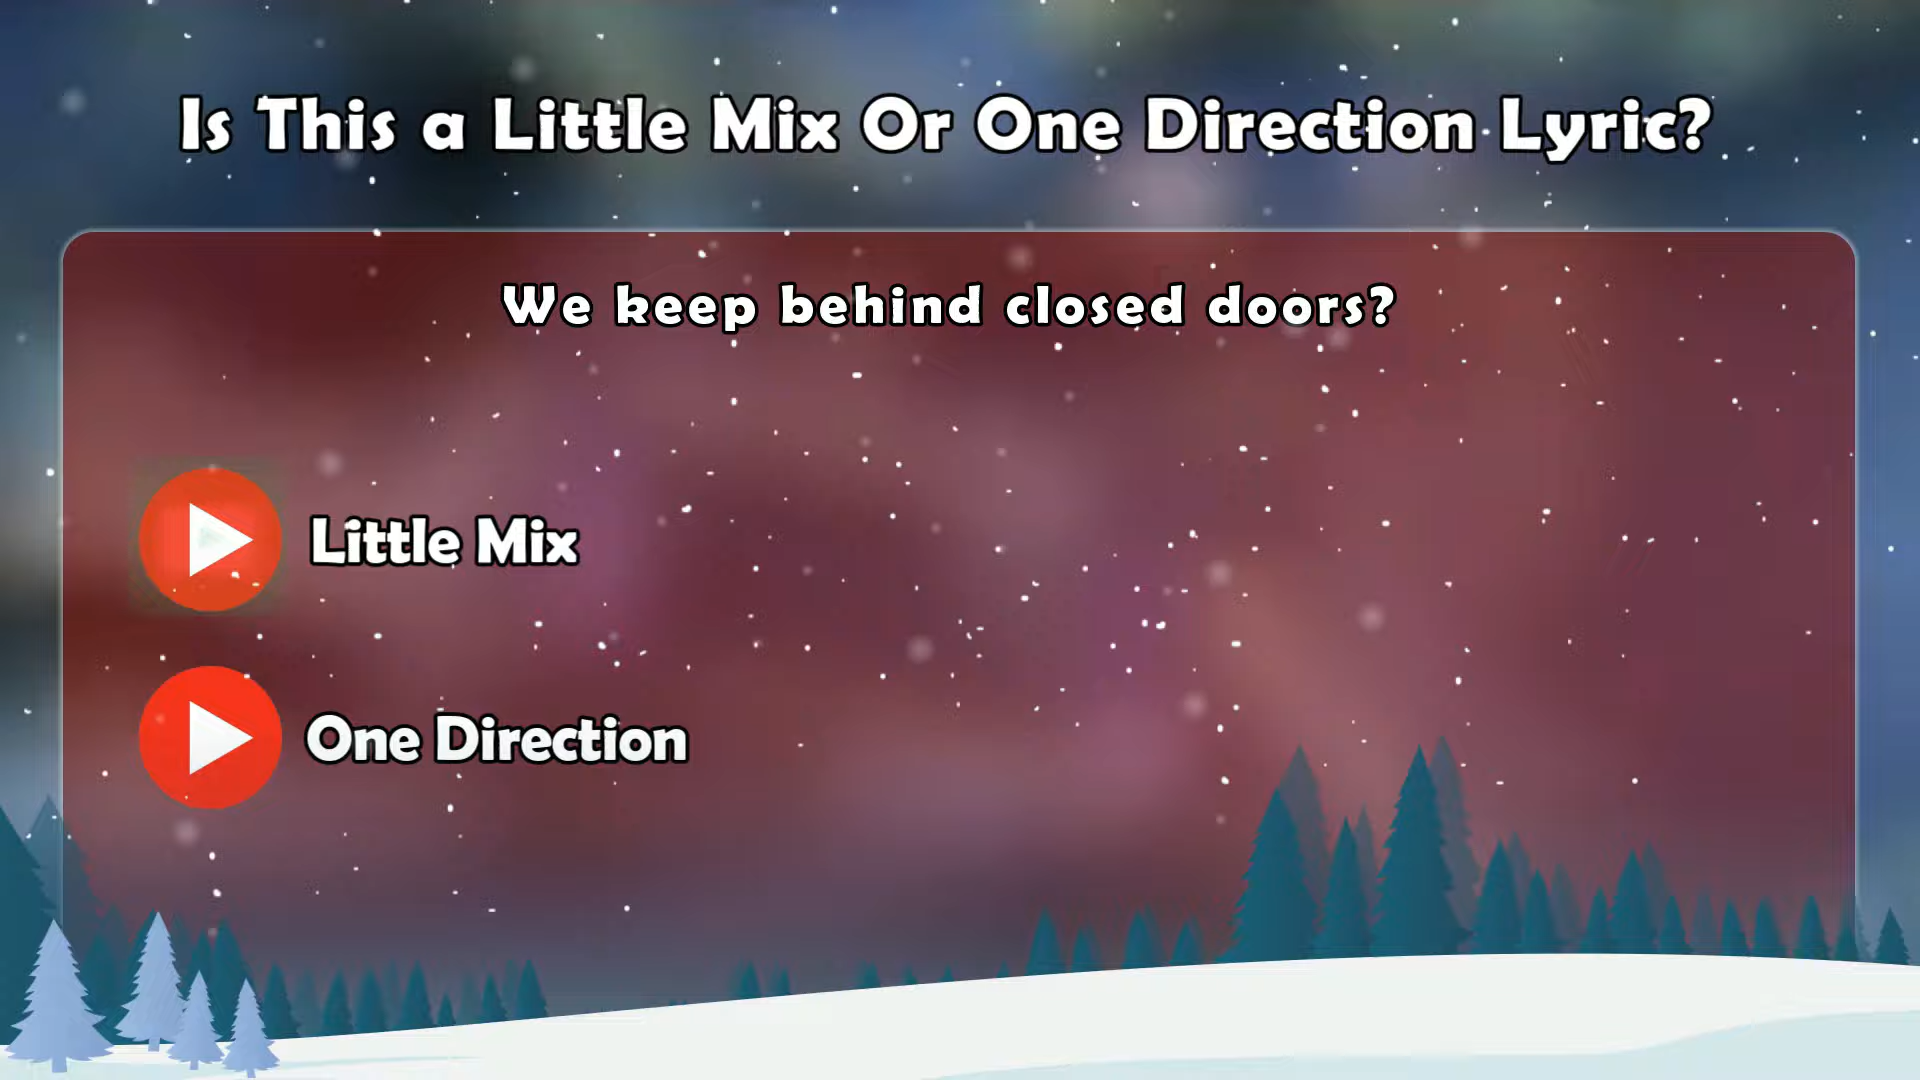 Is This a Little Mix Or One Direction Lyric?
We keep behind closed doors?
Little Mix
One Direction